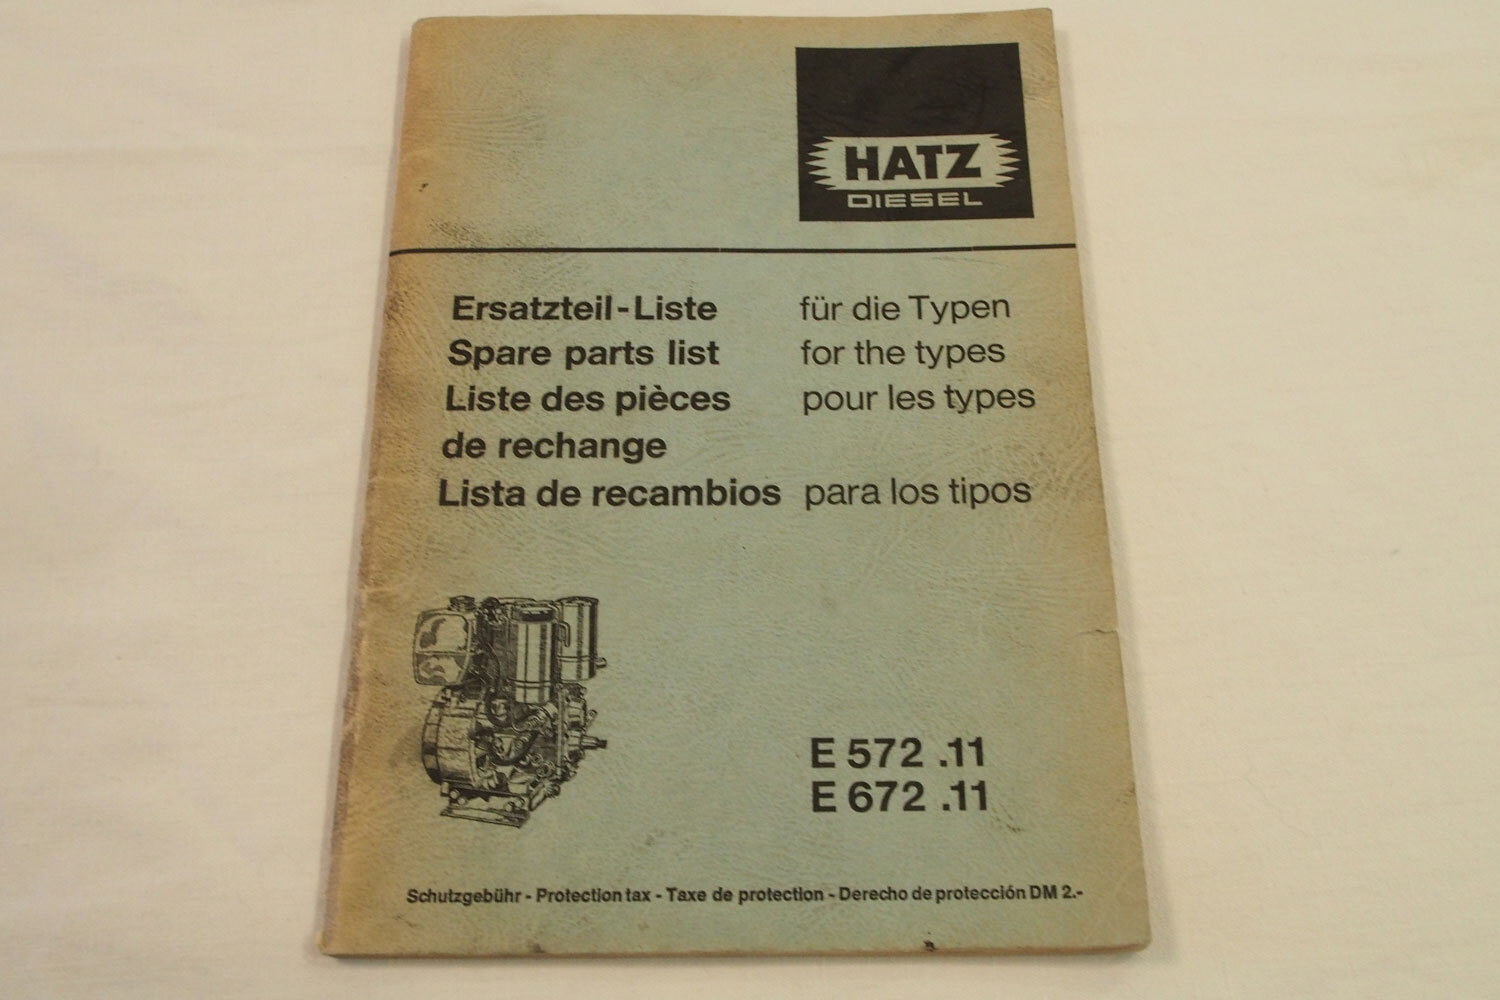 HATZ
DIESEL
Ersatzteil-Liste für die Typen
Spare parts list for the types
Liste des pièces pour les types
de rechange
Lista de recambios para los tipos
E 572 .11
E 672 .11
Schutzgebühr - Protection tax - Taxe de protection - Derecho de protección DM 2.-